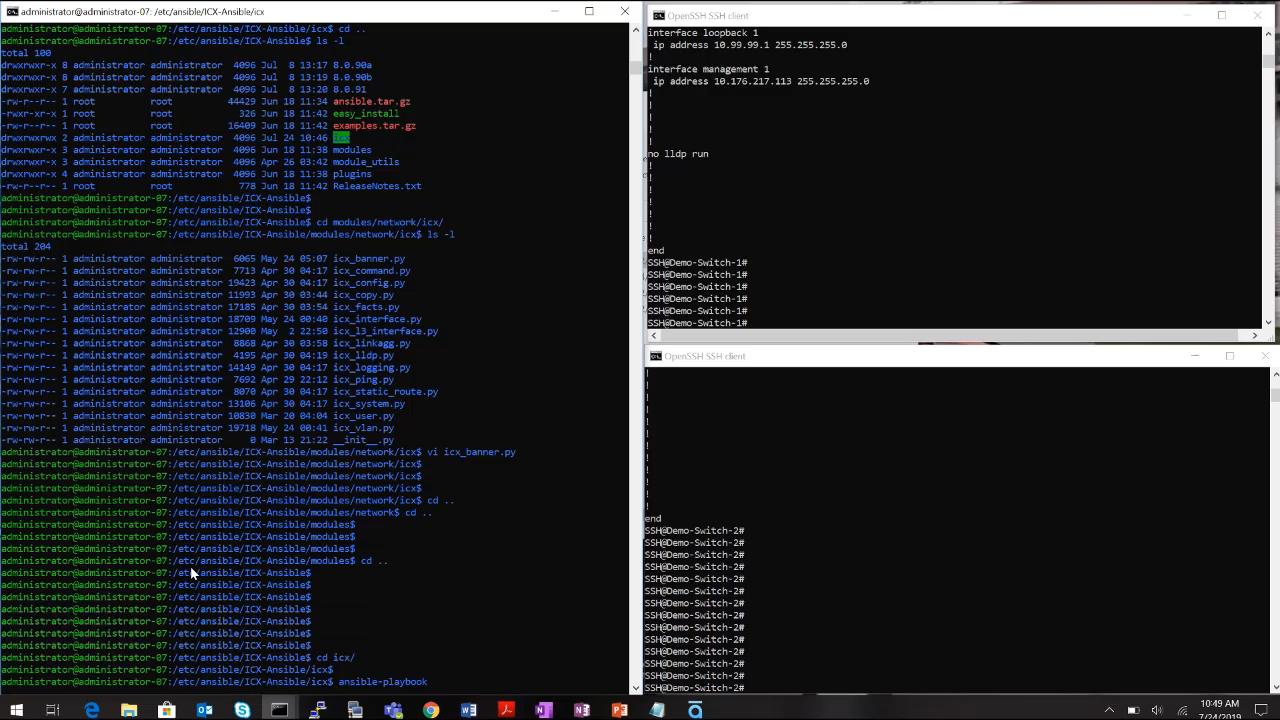 administrator@administrator-07: /etc/ansible/ICX-Ansible/icx
administrator@administrator-07:/etc/ansible/ICX-Ansible/icx$ cd ..
administrator@administrator-07:/etc/ansible/ICX-Ansible$ ls -l
total 100
drwxrwxr-x 8 administrator administrator 4096 Jul 8 13:17 8.0.90a
drwxrwxr-x 8 administrator administrator 4096 Jul 8 13:20 8.0.90b
drwxrwxr-x 7 administrator administrator 4096 Jul 8 13:19 8.0.91
-rw-r--r-- 1 root root 44429 Jun 18 11:34 ansible.tar.gz
-rwxr-xr-x 1 root root 326 Jun 18 11:42 easy_install
-rw-r--r-- 1 root root 16409 Jun 18 11:42 examples.tar.gz
drwxrwxrwx 2 administrator administrator 4096 Jul 24 10:46 icx
drwxrwxr-x 3 administrator administrator 4096 Jun 18 11:38 modules
drwxrwxr-x 3 administrator administrator 4096 Apr 26 03:42 module_utils
drwxrwxr-x 4 administrator administrator 4096 Jun 18 11:38 plugins
-rw-r--r-- 1 root root 778 Jun 18 11:42 ReleaseNotes.txt
administrator@administrator-07:/etc/ansible/ICX-Ansible$
administrator@administrator-07:/etc/ansible/ICX-Ansible$
administrator@administrator-07:/etc/ansible/ICX-Ansible$ cd modules/network/icx/
administrator@administrator-07:/etc/ansible/ICX-Ansible/modules/network/icx$ ls -l
total 204
-rw-rw-r-- 1 administrator administrator 6065 May 24 05:07 icx_banner.py
-rw-rw-r-- 1 administrator administrator 7713 Apr 30 04:17 icx_command.py
-rw-rw-r-- 1 administrator administrator 19423 Apr 30 04:17 icx_config.py
-rw-rw-r-- 1 administrator administrator 11993 Apr 30 03:44 icx_copy.py
-rw-rw-r-- 1 administrator administrator 17185 Apr 30 03:54 icx_facts.py
-rw-rw-r-- 1 administrator administrator 18709 May 24 00:40 icx_interface.py
-rw-rw-r-- 1 administrator administrator 12900 May 2 22:50 icx_l3_interface.py
-rw-rw-r-- 1 administrator administrator 8868 Apr 30 03:58 icx_linkagg.py
-rw-rw-r-- 1 administrator administrator 4195 Apr 30 04:19 icx_lldp.py
-rw-rw-r-- 1 administrator administrator 14149 Apr 30 04:17 icx_logging.py
-rw-rw-r-- 1 administrator administrator 7692 Apr 29 22:12 icx_ping.py
-rw-rw-r-- 1 administrator administrator 8070 Apr 30 04:17 icx_static_route.py
-rw-rw-r-- 1 administrator administrator 13106 Apr 30 04:17 icx_system.py
-rw-rw-r-- 1 administrator administrator 10830 Mar 20 04:04 icx_user.py
-rw-rw-r-- 1 administrator administrator 19718 May 24 00:41 icx_vlan.py
-rw-rw-r-- 1 administrator administrator 0 Mar 13 21:22 __init__.py
administrator@administrator-07:/etc/ansible/ICX-Ansible/modules/network/icx$ vi icx_banner.py
administrator@administrator-07:/etc/ansible/ICX-Ansible/modules/network/icx$
administrator@administrator-07:/etc/ansible/ICX-Ansible/modules/network/icx$
administrator@administrator-07:/etc/ansible/ICX-Ansible/modules/network/icx$ cd ..
administrator@administrator-07:/etc/ansible/ICX-Ansible/modules/network$ cd ..
administrator@administrator-07:/etc/ansible/ICX-Ansible/modules$
administrator@administrator-07:/etc/ansible/ICX-Ansible/modules$
administrator@administrator-07:/etc/ansible/ICX-Ansible/modules$
administrator@administrator-07:/etc/ansible/ICX-Ansible/modules$ cd ..
administrator@administrator-07:/etc/ansible/ICX-Ansible$
administrator@administrator-07:/etc/ansible/ICX-Ansible$
administrator@administrator-07:/etc/ansible/ICX-Ansible$
administrator@administrator-07:/etc/ansible/ICX-Ansible$
administrator@administrator-07:/etc/ansible/ICX-Ansible$
administrator@administrator-07:/etc/ansible/ICX-Ansible$
administrator@administrator-07:/etc/ansible/ICX-Ansible$
administrator@administrator-07:/etc/ansible/ICX-Ansible$ cd icx/
administrator@administrator-07:/etc/ansible/ICX-Ansible/icx$
administrator@administrator-07:/etc/ansible/ICX-Ansible/icx$ ansible-playbook
OpenSSH SSH client
interface loopback 1
ip address 10.99.99.1 255.255.255.0
!
interface management 1
ip address 10.176.217.113 255.255.255.0
!
!
!
!
!
no lldp run
!
!
!
!
!
!
!
end
SSH@Demo-Switch-1#
SSH@Demo-Switch-1#
SSH@Demo-Switch-1#
SSH@Demo-Switch-1#
SSH@Demo-Switch-1#
SSH@Demo-Switch-1#
OpenSSH SSH client
!
!
!
!
!
!
!
!
!
!
!
!
end
SSH@Demo-Switch-2#
SSH@Demo-Switch-2#
SSH@Demo-Switch-2#
SSH@Demo-Switch-2#
SSH@Demo-Switch-2#
SSH@Demo-Switch-2#
SSH@Demo-Switch-2#
SSH@Demo-Switch-2#
SSH@Demo-Switch-2#
SSH@Demo-Switch-2#
SSH@Demo-Switch-2#
SSH@Demo-Switch-2#
SSH@Demo-Switch-2#
SSH@Demo-Switch-2#
10:49 AM
7/24/2019